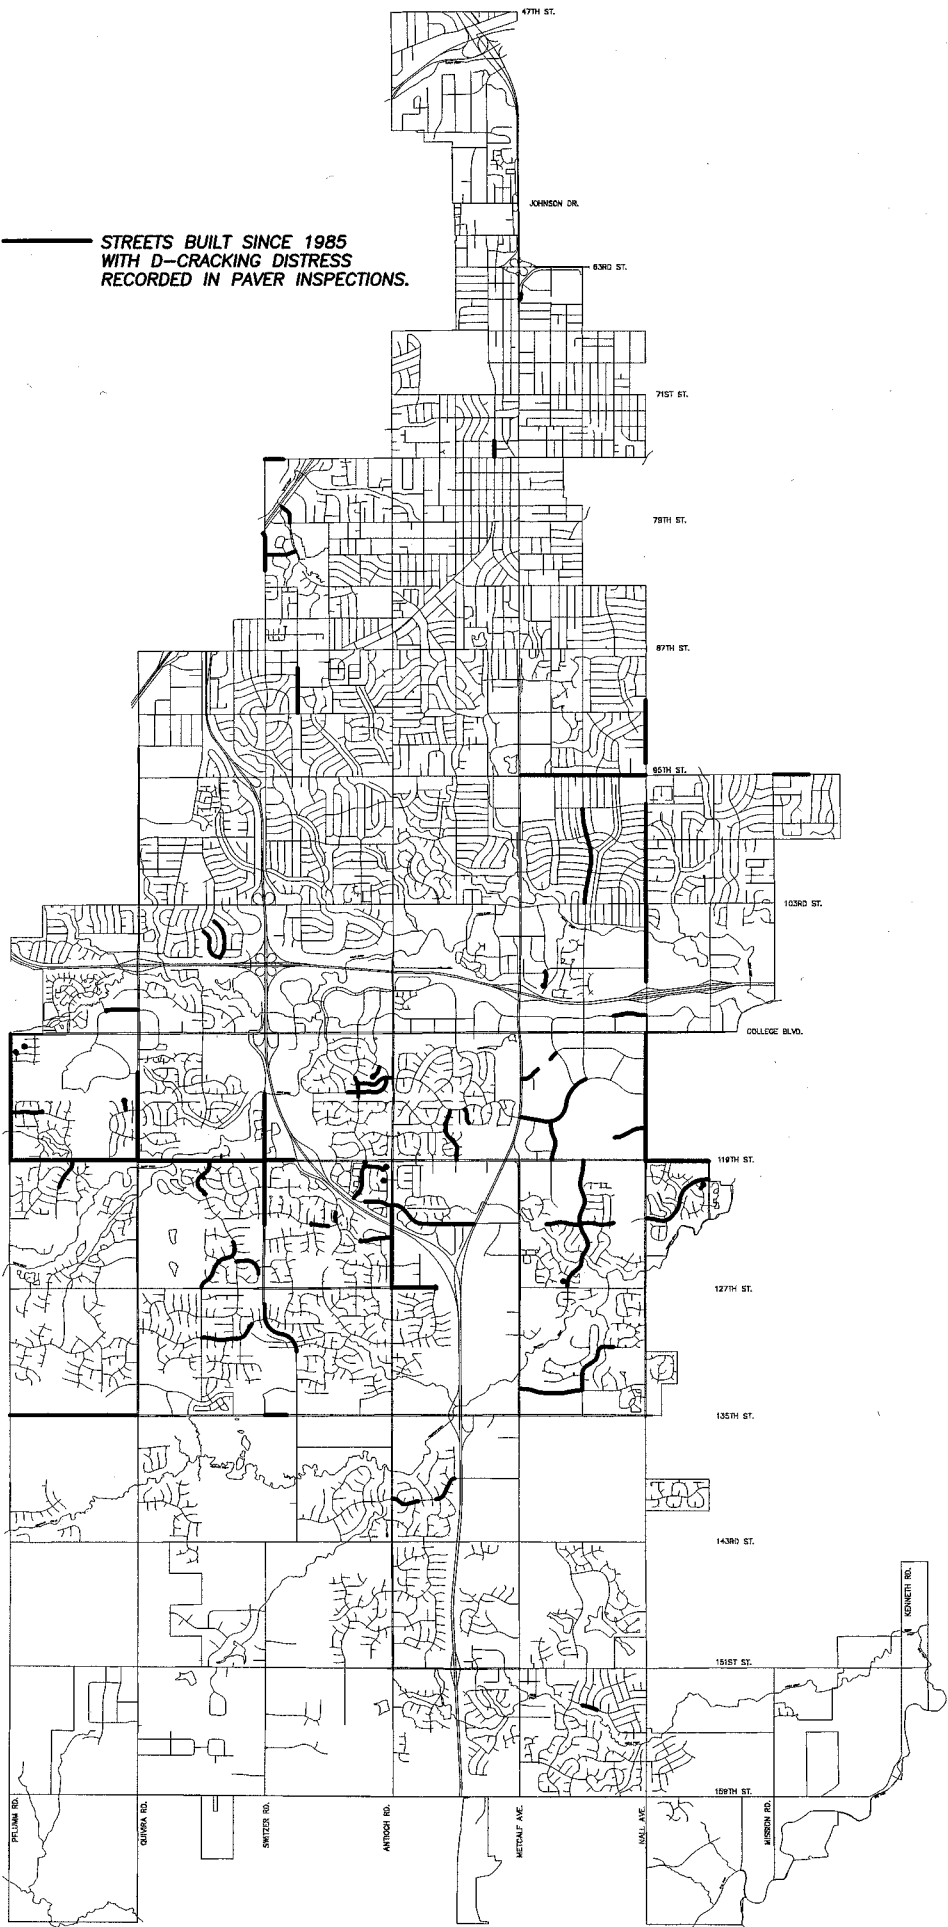 47TH ST.
JOHNSON DR.
STREETS BUILT SINCE 1985
WITH D-CRACKING DISTRESS
RECORDED IN PAVER INSPECTIONS.
63RD ST.
71ST ST.
79TH ST.
87TH ST.
95TH ST.
103RD ST.
COLLEGE BLVD.
119TH ST.
127TH ST.
135TH ST.
143RD ST.
KENNETH RD.
151ST ST.
159TH ST.
PFLUMM RD.
QUIVIRA RD.
SWITZER RD.
ANTIOCH RD.
METCALF AVE.
NALL AVE.
MISSION RD.